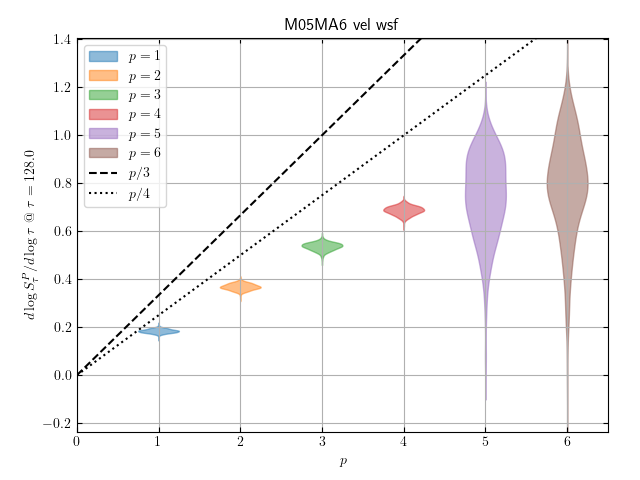 M05MA6 vel wsf
1.4
1.2
1.0
0.8
0.6
0.4
0.2
0.0
−0.2
d log S_τ^P / d log τ @ τ = 128.0
p = 1
p = 2
p = 3
p = 4
p = 5
p = 6
p/3
p/4
0 1 2 3 4 5 6
p